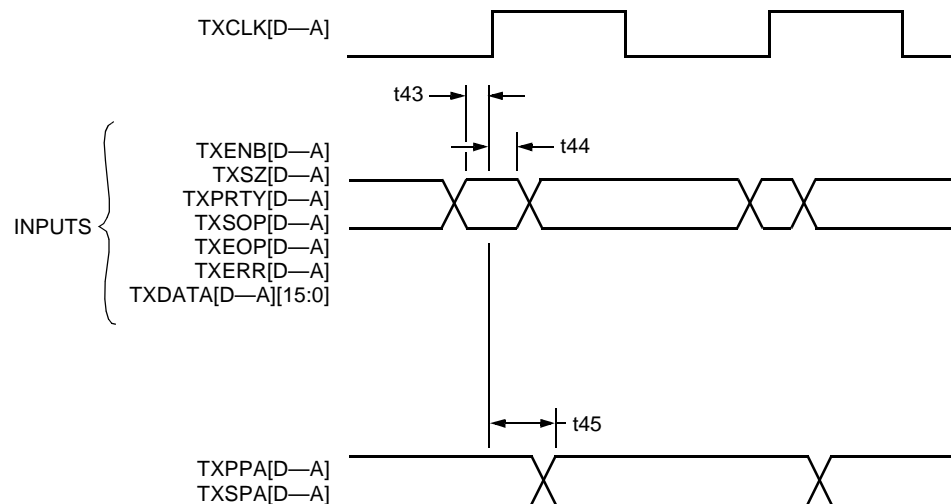 TXCLK[D—A]
t43
t44
INPUTS
TXENB[D—A]
TXSZ[D—A]
TXPRTY[D—A]
TXSOP[D—A]
TXEOP[D—A]
TXERR[D—A]
TXDATA[D—A][15:0]
t45
TXPPA[D—A]
TXSPA[D—A]